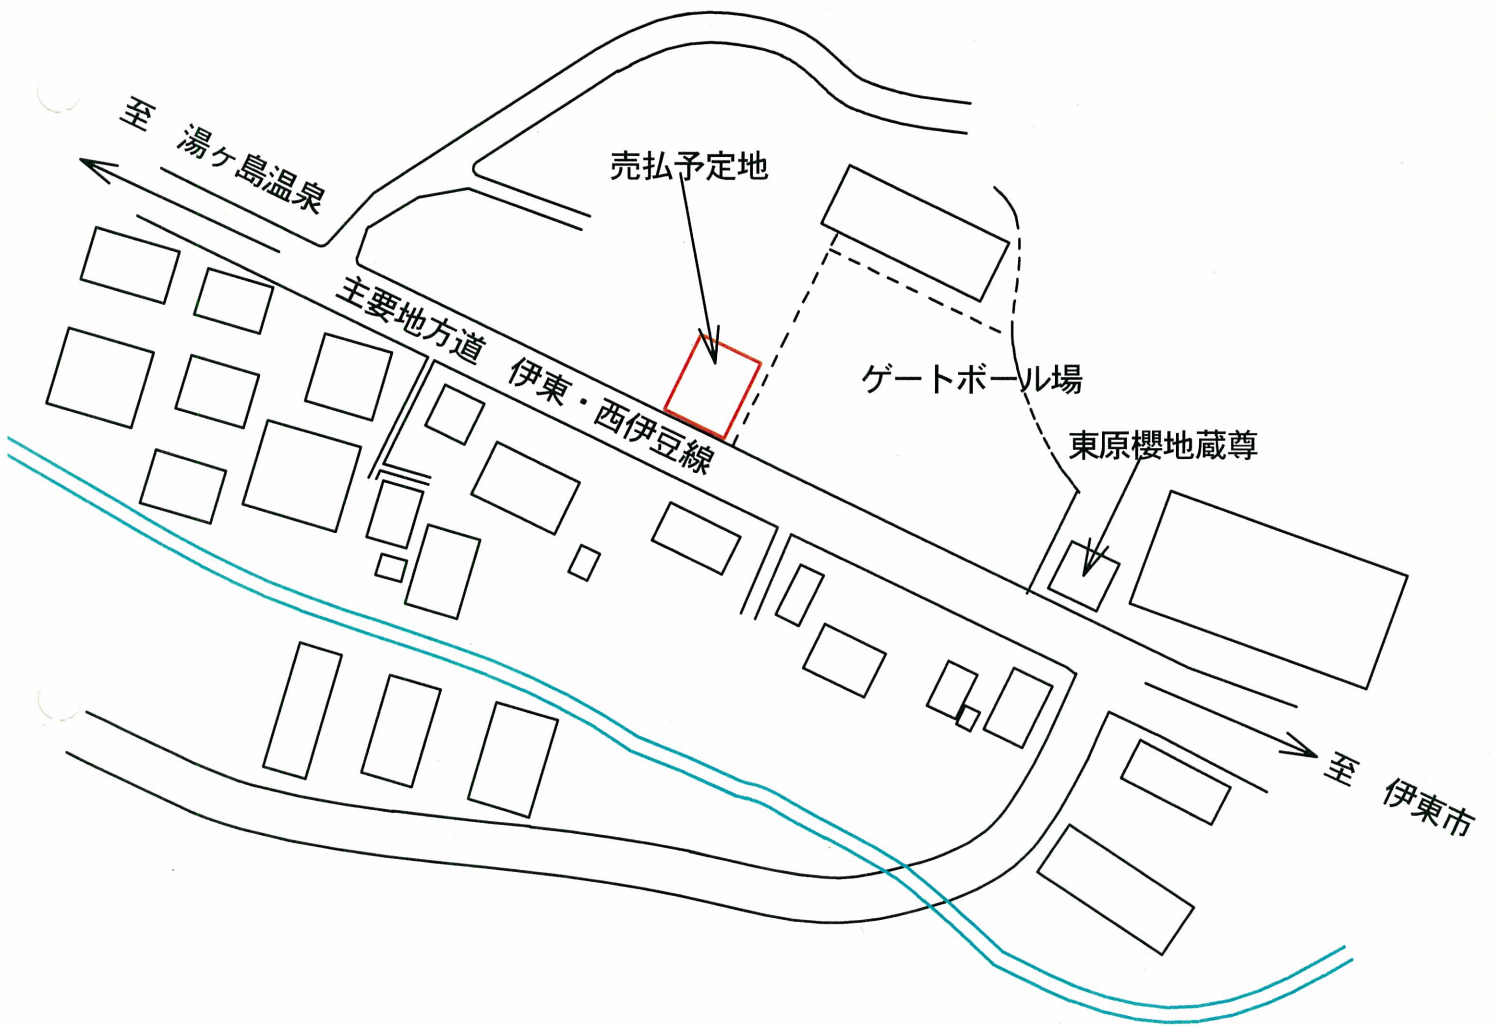 至　湯ヶ島温泉
売払予定地
主要地方道　伊東・西伊豆線
ゲートボール場
東原櫻地蔵尊
至　伊東市